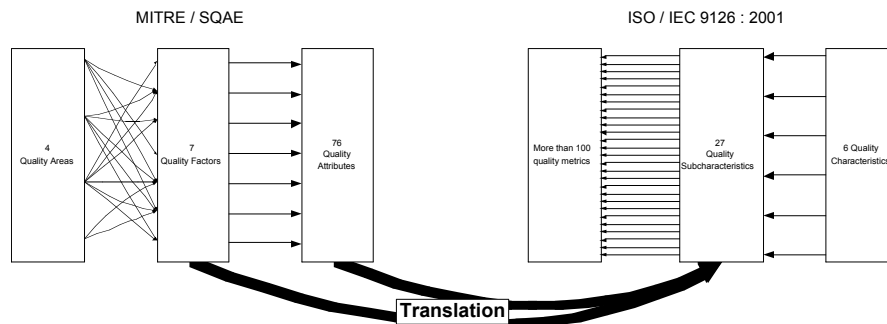 MITRE / SQAE
ISO / IEC 9126 : 2001
4
Quality Areas
7
Quality Factors
76
Quality
Attributes
More than 100
quality metrics
27
Quality
Subcharacteristics
6 Quality
Characteristics
Translation